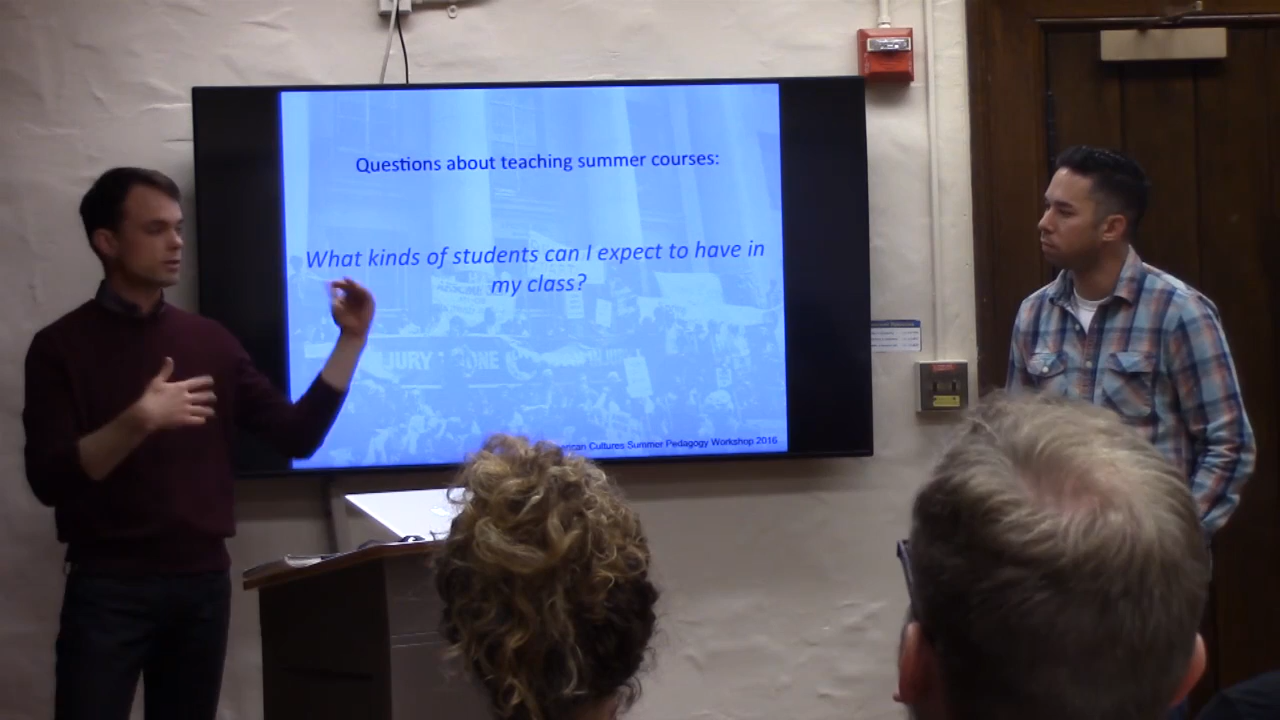 Questions about teaching summer courses:
What kinds of students can I expect to have in
my class?
JURY
Cultures Summer Pedagogy Workshop 2016